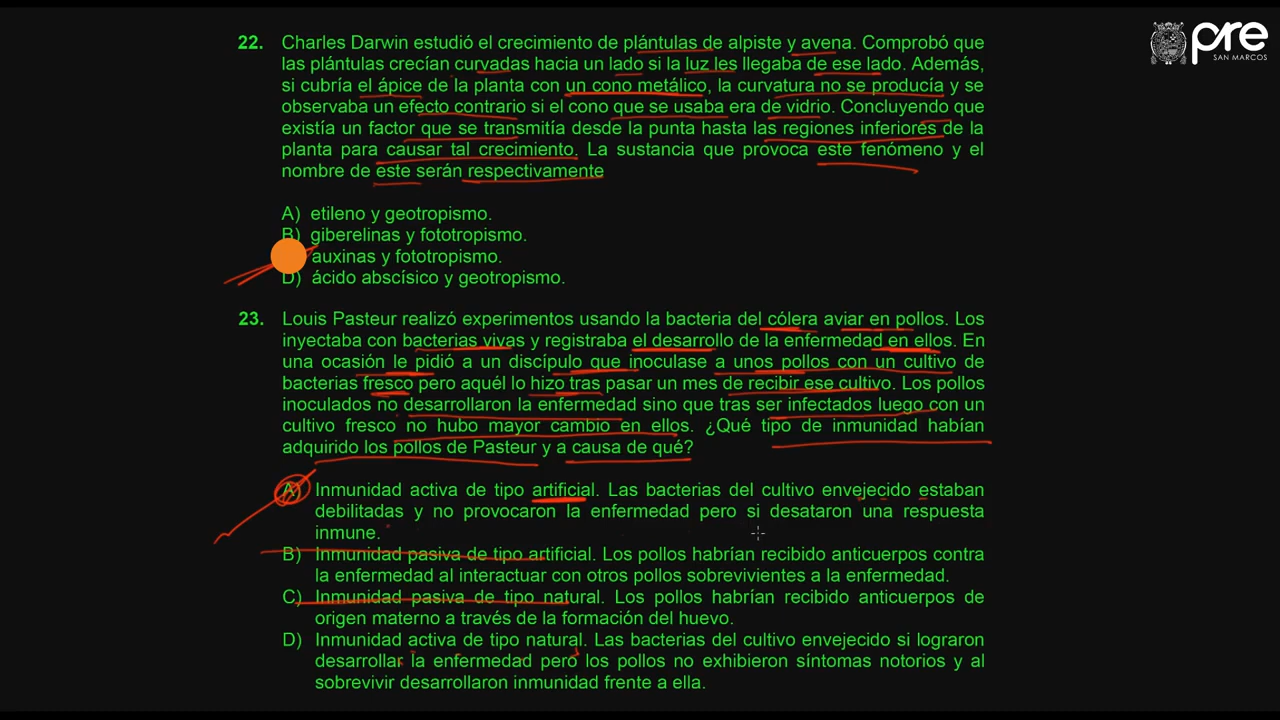 pre
SAN MARCOS
22. Charles Darwin estudió el crecimiento de plántulas de alpiste y avena. Comprobó que
las plántulas crecían curvadas hacia un lado si la luz les llegaba de ese lado. Además,
si cubría el ápice de la planta con un cono metálico, la curvatura no se producía y se
observaba un efecto contrario si el cono que se usaba era de vidrio. Concluyendo que
existía un factor que se transmitía desde la punta hasta las regiones inferiores de la
planta para causar tal crecimiento. La sustancia que provoca este fenómeno y el
nombre de este serán respectivamente
A) etileno y geotropismo.
B) giberelinas y fototropismo.
auxinas y fototropismo.
D) ácido abscísico y geotropismo.
23. Louis Pasteur realizó experimentos usando la bacteria del cólera aviar en pollos. Los
inyectaba con bacterias vivas y registraba el desarrollo de la enfermedad en ellos. En
una ocasión le pidió a un discípulo que inoculase a unos pollos con un cultivo de
bacterias fresco pero aquél lo hizo tras pasar un mes de recibir ese cultivo. Los pollos
inoculados no desarrollaron la enfermedad sino que tras ser infectados luego con un
cultivo fresco no hubo mayor cambio en ellos. ¿Qué tipo de inmunidad habían
adquirido los pollos de Pasteur y a causa de qué?
A) Inmunidad activa de tipo artificial. Las bacterias del cultivo envejecido estaban
debilitadas y no provocaron la enfermedad pero si desataron una respuesta
inmune.
B) Inmunidad pasiva de tipo artificial. Los pollos habrían recibido anticuerpos contra
la enfermedad al interactuar con otros pollos sobrevivientes a la enfermedad.
C) Inmunidad pasiva de tipo natural. Los pollos habrían recibido anticuerpos de
origen materno a través de la formación del huevo.
D) Inmunidad activa de tipo natural. Las bacterias del cultivo envejecido si lograron
desarrollar la enfermedad pero los pollos no exhibieron síntomas notorios y al
sobrevivir desarrollaron inmunidad frente a ella.